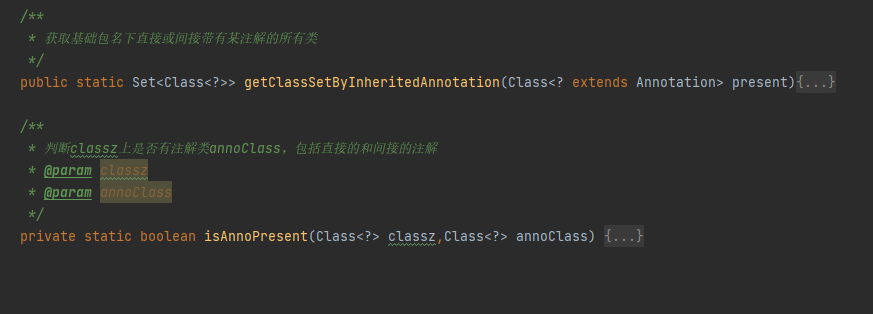 /**
 * 获取基础包名下直接或间接带有某注解的所有类
 */
public static Set<Class<?>> getClassSetByInheritedAnnotation(Class<? extends Annotation> present){...}
/**
 * 判断classz上是否有注解类annoClass，包括直接的和间接的注解
 * @param classz
 * @param annoClass
 */
private static boolean isAnnoPresent(Class<?> classz,Class<?> annoClass) {...}